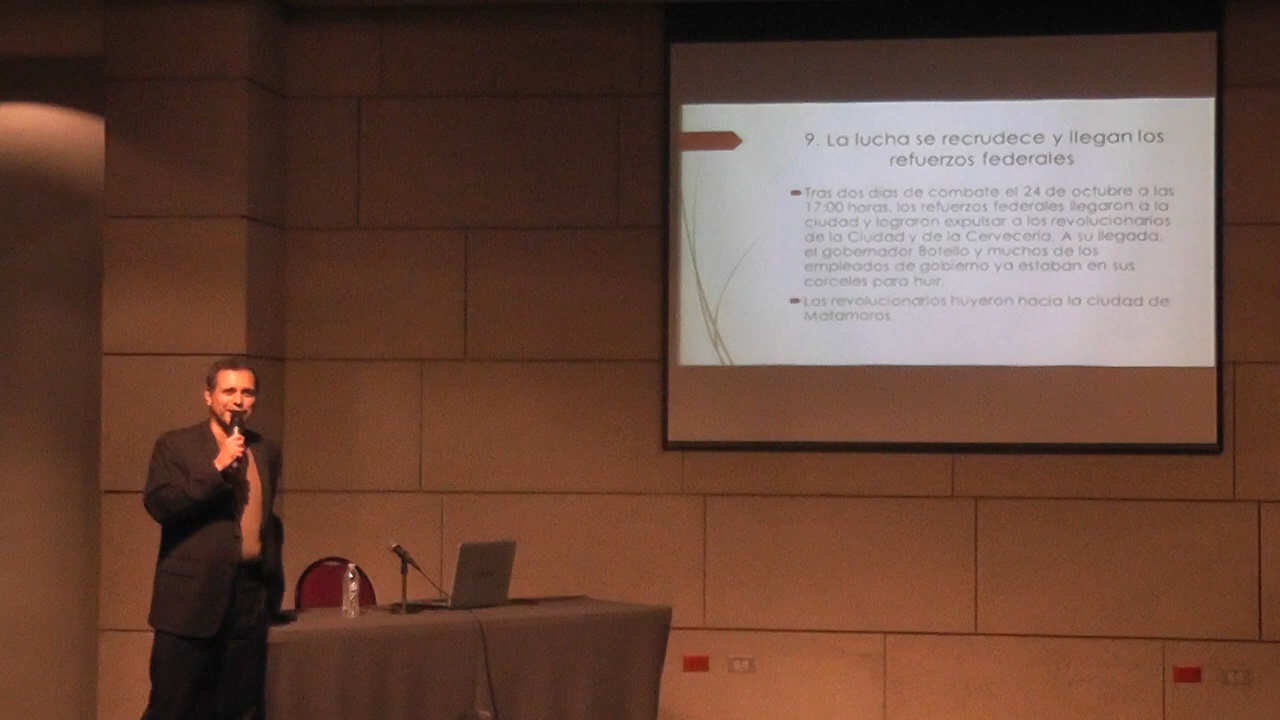 9. La lucha se recrudece y llegan los
refuerzos federales
Tras dos días de combate el 24 de octubre a las
17:00 horas, los refuerzos federales llegaron a la
ciudad y lograron expulsar a los revolucionarios
de la Ciudad y de la Cervecería. A su llegada,
el gobernador Botello y muchos de los
empleados de gobierno ya estaban en sus
corceles para huir.
Los revolucionarios huyeron hacia la ciudad de
Matamoros.